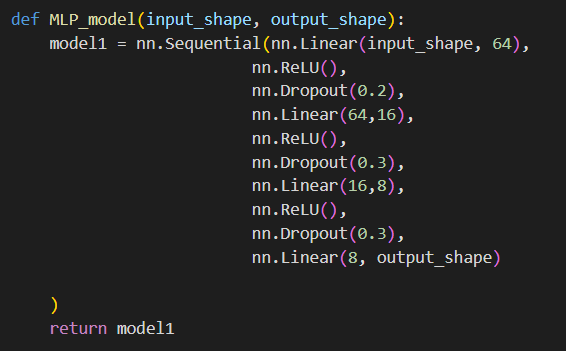 def MLP_model(input_shape, output_shape):
    model1 = nn.Sequential(nn.Linear(input_shape, 64),
                         nn.ReLU(),
                         nn.Dropout(0.2),
                         nn.Linear(64,16),
                         nn.ReLU(),
                         nn.Dropout(0.3),
                         nn.Linear(16,8),
                         nn.ReLU(),
                         nn.Dropout(0.3),
                         nn.Linear(8, output_shape)
    )
    return model1